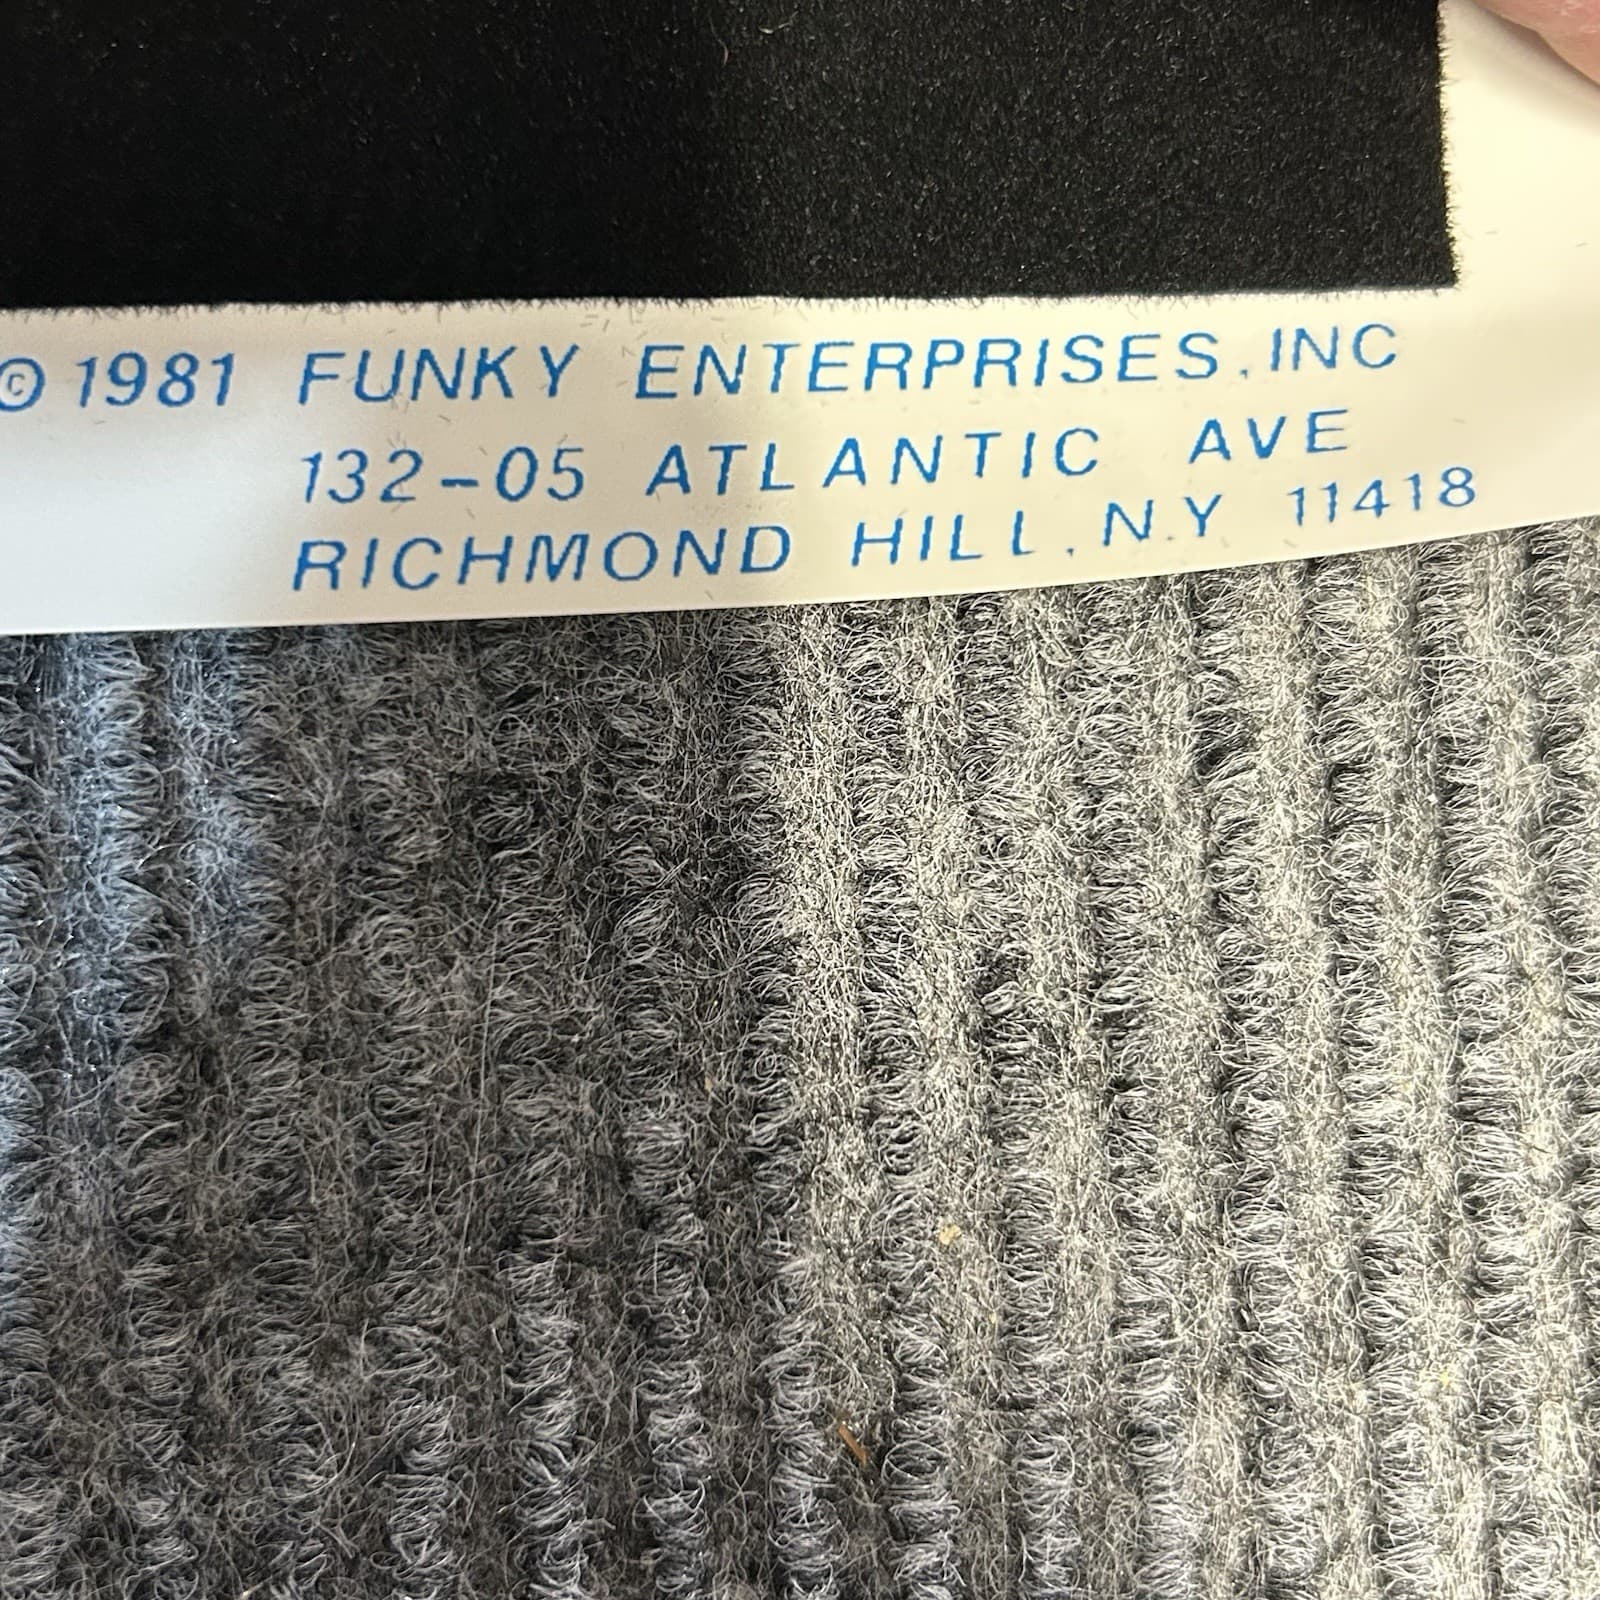 © 1981 FUNKY ENTERPRISES, INC
132-05 ATLANTIC AVE
RICHMOND HILL, N.Y 11418